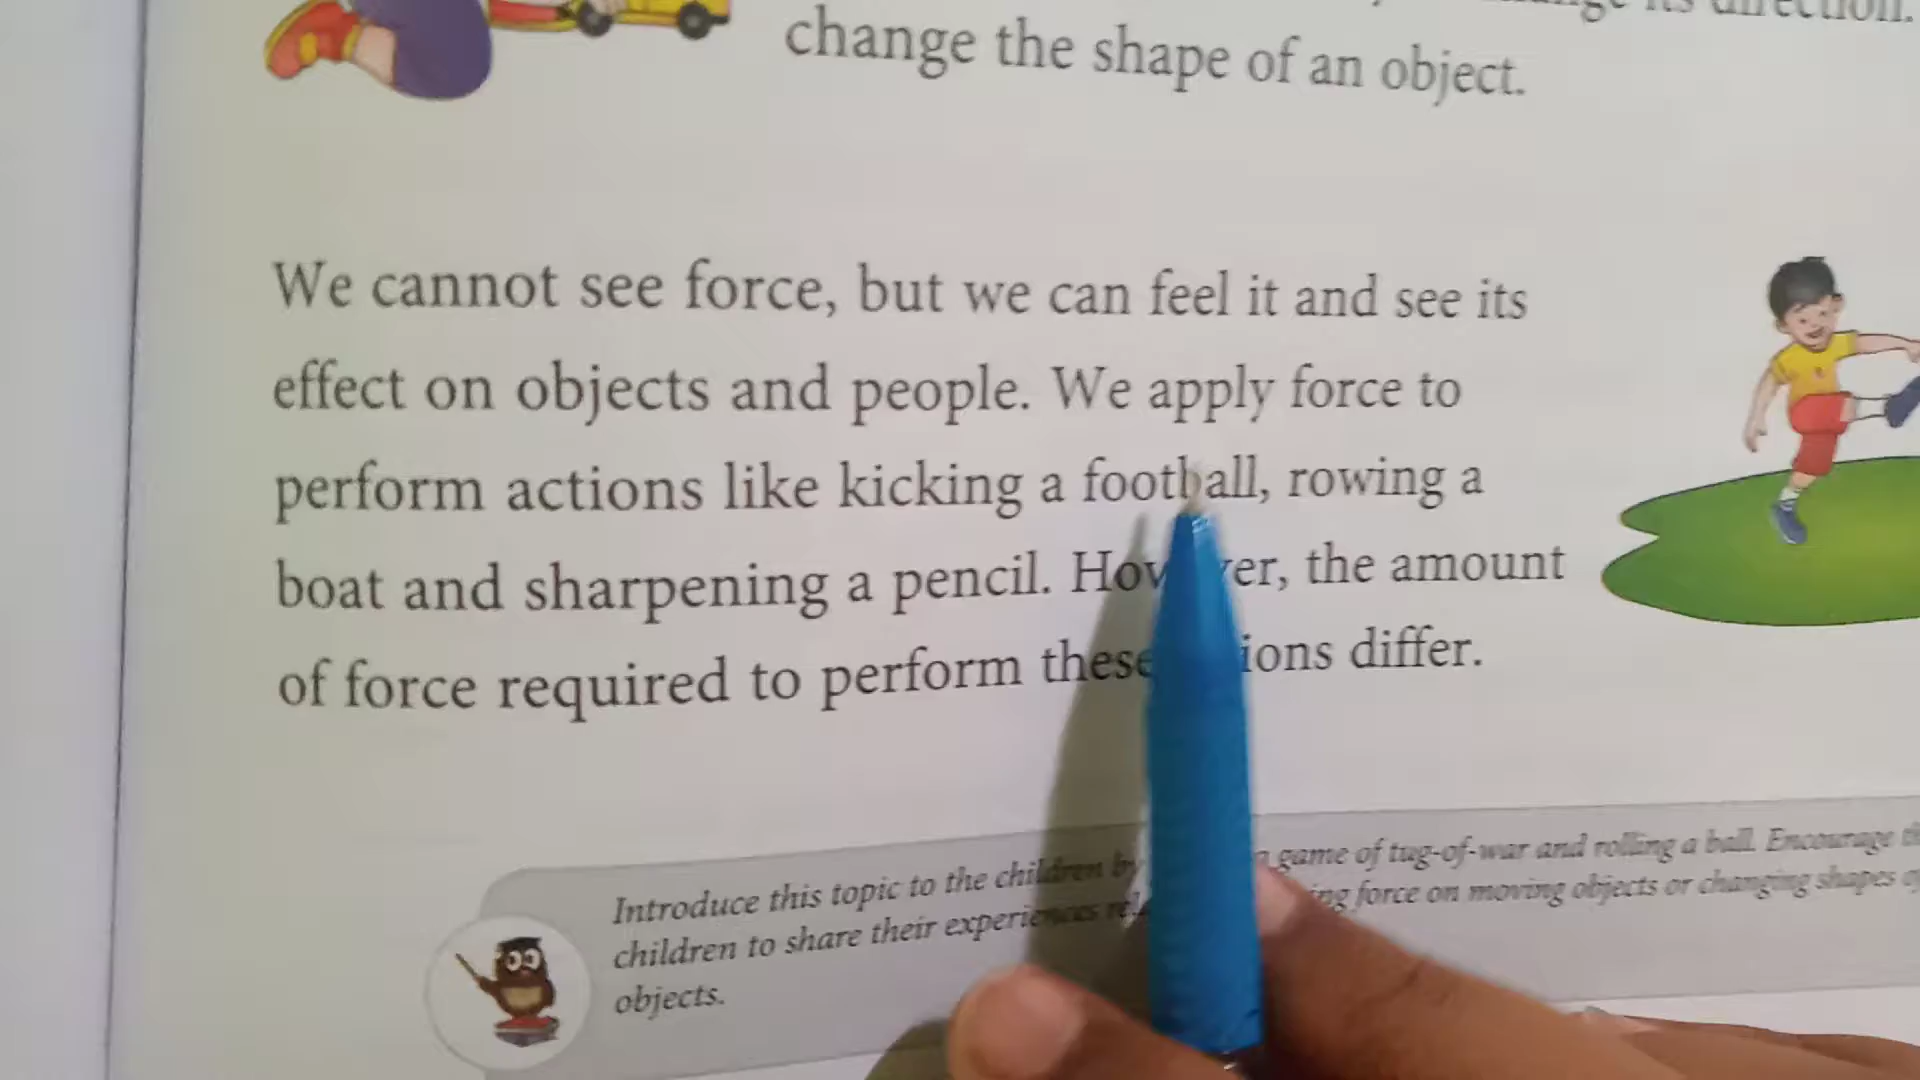 its direction.
change the shape of an object.
We cannot see force, but we can feel it and see its
effect on objects and people. We apply force to
perform actions like kicking a football, rowing a
boat and sharpening a pencil. However, the amount
of force required to perform these differ.
Introduce this topic to the children game of tug-of-war and rolling a ball. Encourage
children to share their experiences force on moving objects or changing shapes
objects.